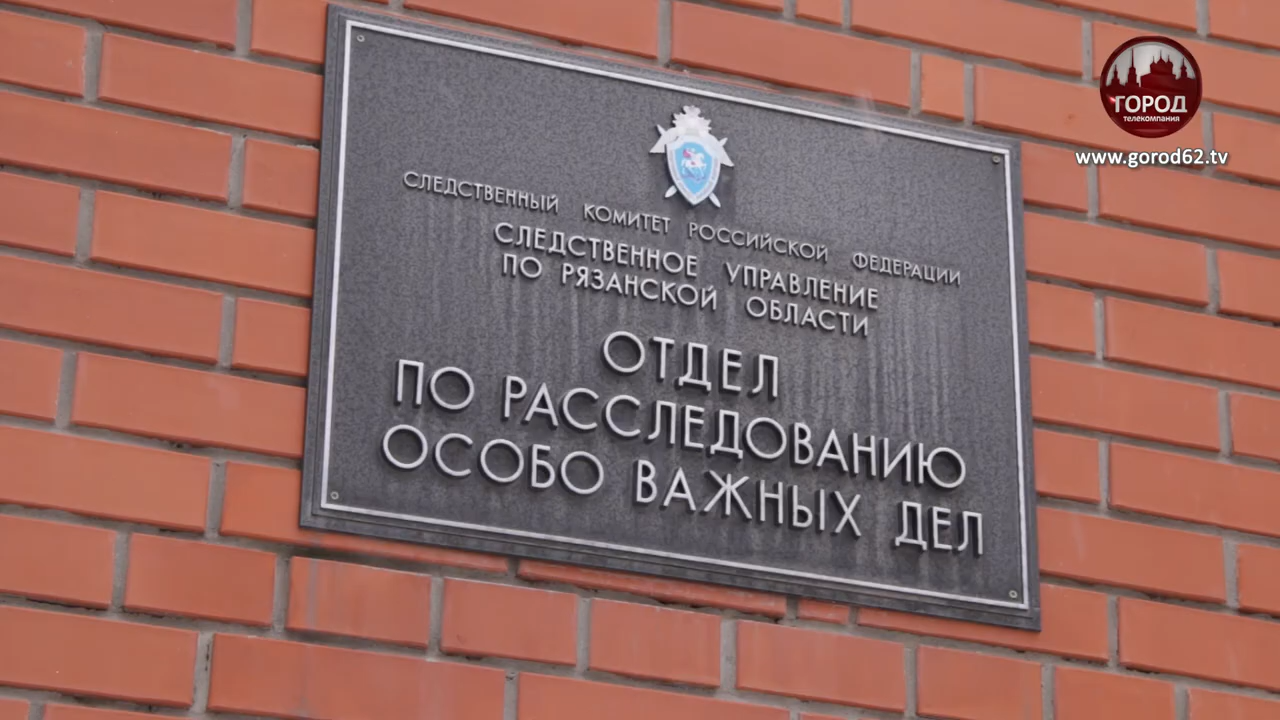 ГОРОД
телекомпания
www.gorod62.tv
СЛЕДСТВЕННЫЙ КОМИТЕТ РОССИЙСКОЙ ФЕДЕРАЦИИ
СЛЕДСТВЕННОЕ УПРАВЛЕНИЕ
ПО РЯЗАНСКОЙ ОБЛАСТИ
ОТДЕЛ
ПО РАССЛЕДОВАНИЮ
ОСОБО ВАЖНЫХ ДЕЛ